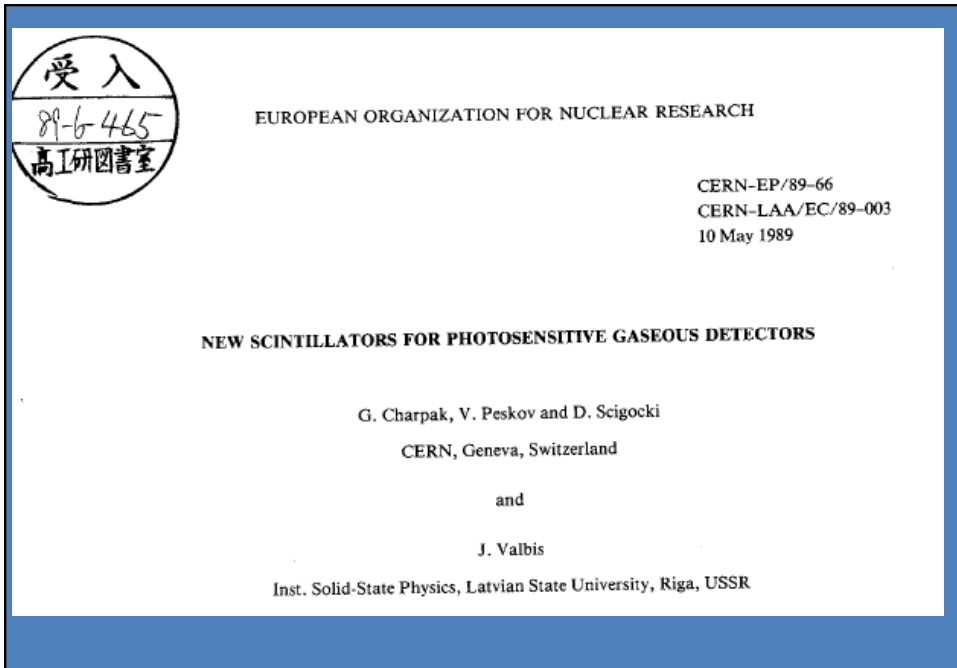 受入
89-6-465
高工研図書室
EUROPEAN ORGANIZATION FOR NUCLEAR RESEARCH
CERN-EP/89-66
CERN-LAA/EC/89-003
10 May 1989
NEW SCINTILLATORS FOR PHOTOSENSITIVE GASEOUS DETECTORS
G. Charpak, V. Peskov and D. Scigocki
CERN, Geneva, Switzerland
and
J. Valbis
Inst. Solid-State Physics, Latvian State University, Riga, USSR